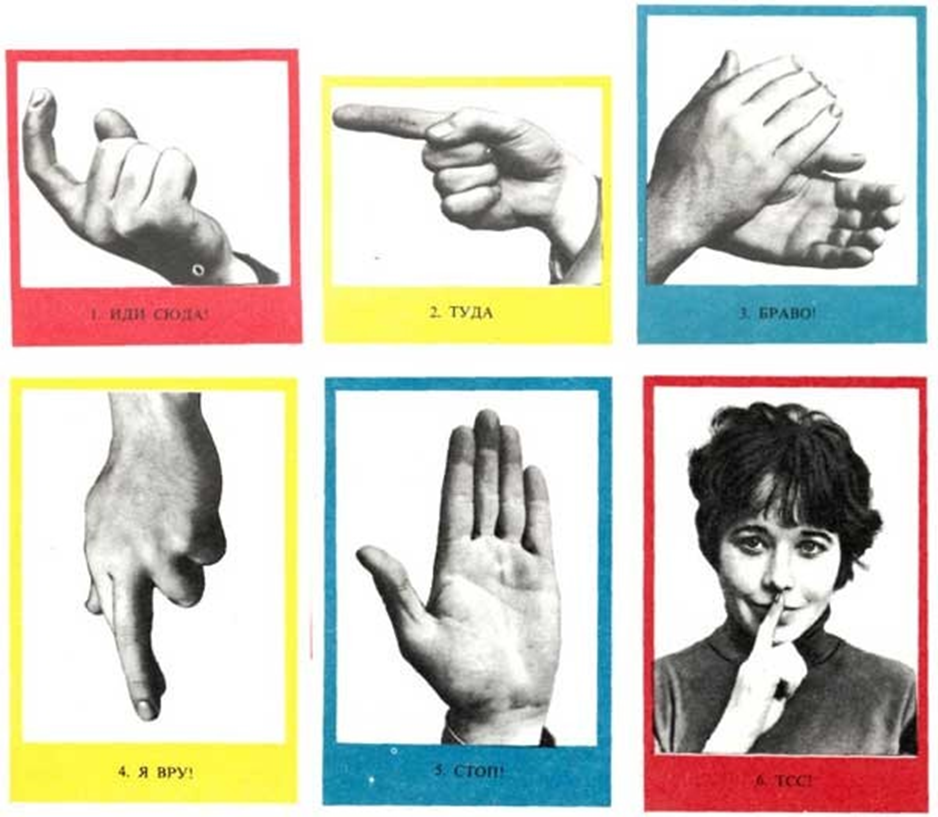 1. ИДИ СЮДА!
2. ТУДА
3. БРАВО!
4. Я ВРУ!
5. СТОП!
6. ТСС!